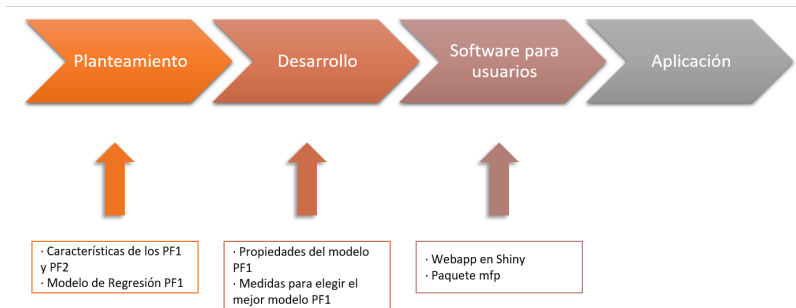 Planteamiento
Desarrollo
Software para
usuarios
Aplicación
· Características de los PF1
y PF2
· Modelo de Regresión PF1
· Propiedades del modelo
PF1
· Medidas para elegir el
mejor modelo PF1
· Webapp en Shiny
· Paquete mfp